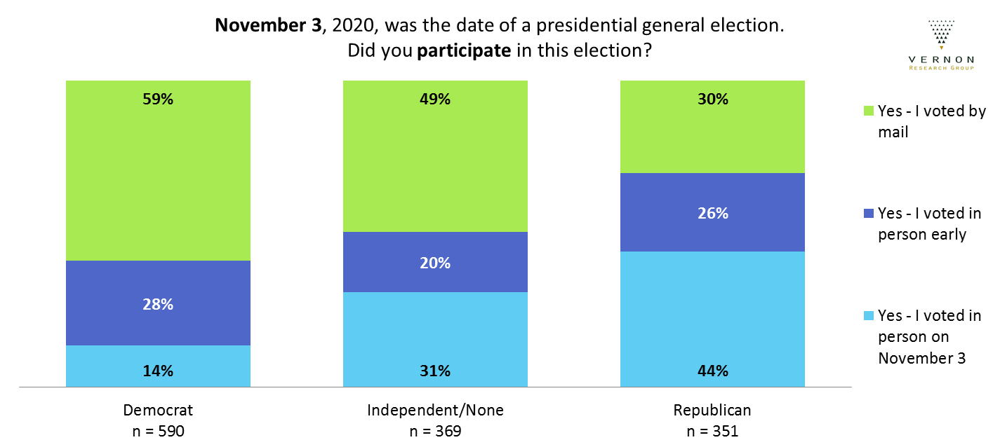 November 3, 2020, was the date of a presidential general election.
Did you participate in this election?
VERNON
RESEARCH GROUP
59%
49%
30%
Yes - I voted by
mail
26%
Yes - I voted in
person early
20%
28%
Yes - I voted in
person on
November 3
14%
31%
44%
Democrat
n = 590
Independent/None
n = 369
Republican
n = 351